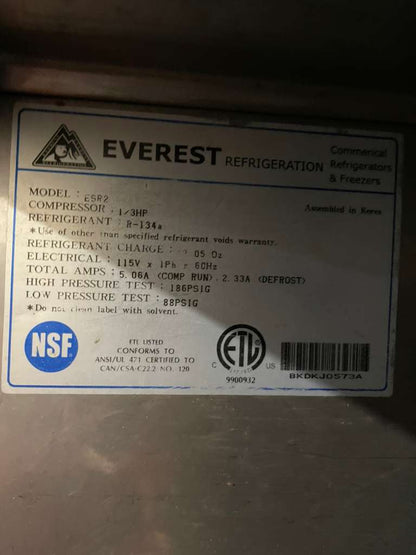 EVEREST REFRIGERATION
Commerical
Refrigerators
& Freezers
Assembled in Korea
MODEL : ESR2
COMPRESSOR : 1/3HP
REFRIGERANT : R-134a
*Use of other than specified refrigerant voids warranty.
REFRIGERANT CHARGE : 05 Oz
ELECTRICAL : 115V x 1Ph 60Hz
TOTAL AMPS : 5.06A (COMP RUN), 2.33A (DEFROST)
HIGH PRESSURE TEST : 186PSIG
LOW PRESSURE TEST : 88PSIG
*Do not clean label with solvent.
NSF
ETL LISTED
CONFORMS TO
ANSI/UL 471 CERTIFIED TO
CAN/CSA-C22.2 NO. 120
C ETL US
9900932
BKDKJ0573A